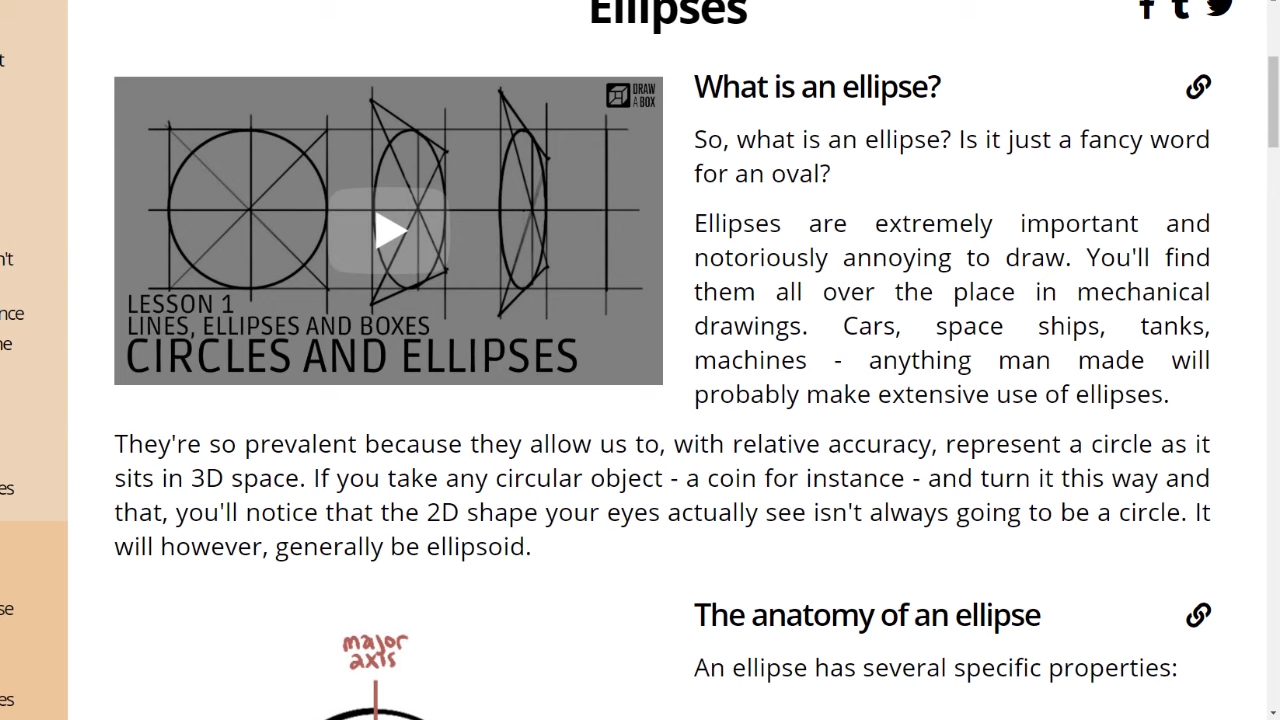 Ellipses
What is an ellipse?
So, what is an ellipse? Is it just a fancy word
for an oval?
Ellipses are extremely important and
notoriously annoying to draw. You'll find
them all over the place in mechanical
drawings. Cars, space ships, tanks,
machines - anything man made will
probably make extensive use of ellipses.
DRAW
A BOX
LESSON 1
LINES, ELLIPSES AND BOXES
CIRCLES AND ELLIPSES
They're so prevalent because they allow us to, with relative accuracy, represent a circle as it
sits in 3D space. If you take any circular object - a coin for instance - and turn it this way and
that, you'll notice that the 2D shape your eyes actually see isn't always going to be a circle. It
will however, generally be ellipsoid.
The anatomy of an ellipse
An ellipse has several specific properties:
major
axis